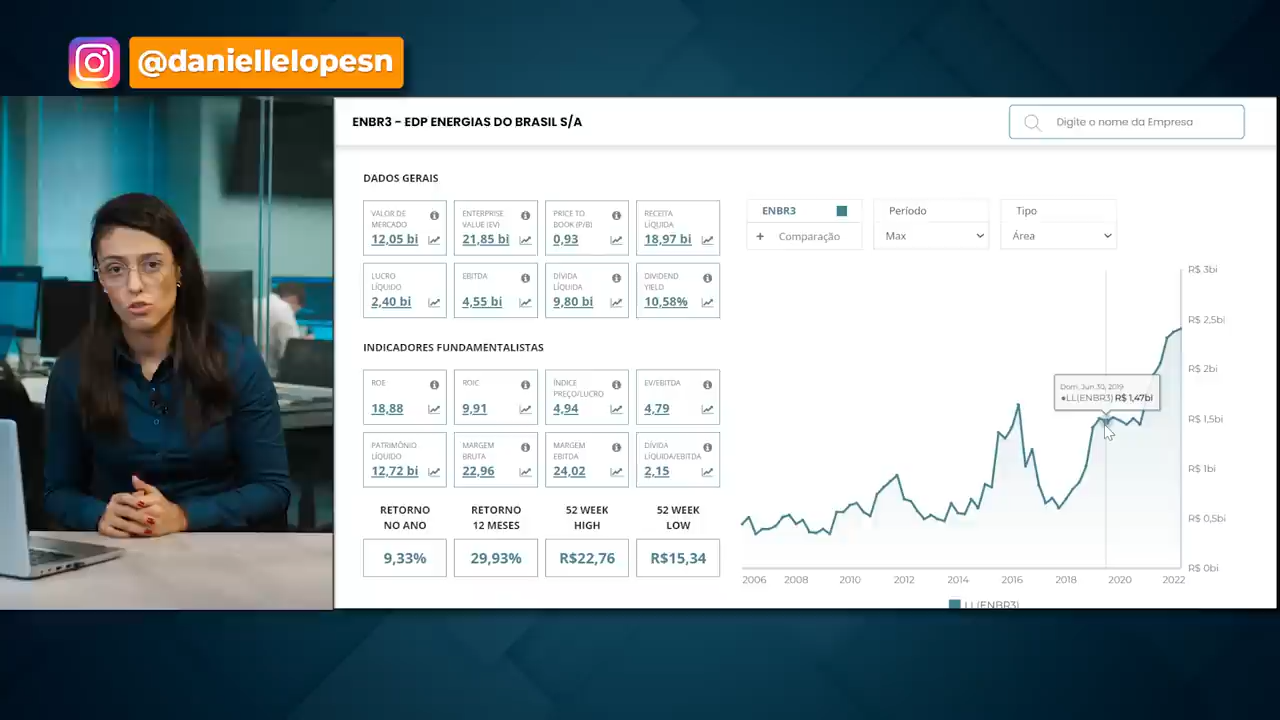 @daniellelopesn
ENBR3 - EDP ENERGIAS DO BRASIL S/A
Digite o nome da Empresa
DADOS GERAIS
VALOR DE
MERCADO
12,05 bi
ENTERPRISE
VALUE (EV)
21,85 bi
PRICE TO
BOOK (P/B)
0,93
RECEITA
LÍQUIDA
18,97 bi
LUCRO
LÍQUIDO
2,40 bi
EBITDA
4,55 bi
DÍVIDA
LÍQUIDA
9,80 bi
DIVIDEND
YIELD
10,58%
INDICADORES FUNDAMENTALISTAS
ROE
18,88
ROIC
9,91
ÍNDICE
PREÇO/LUCRO
4,94
EV/EBITDA
4,79
PATRIMÔNIO
LÍQUIDO
12,72 bi
MARGEM
BRUTA
22,96
MARGEM
EBITDA
24,02
DÍVIDA
LÍQUIDA/EBITDA
2,15
RETORNO
NO ANO
9,33%
RETORNO
12 MESES
29,93%
52 WEEK
HIGH
R$22,76
52 WEEK
LOW
R$15,34
ENBR3
+ Comparação
Período
Max
Tipo
Área
R$ 3bi
R$ 2,5bi
R$ 2bi
R$ 1,5bi
R$ 1bi
R$ 0,5bi
R$ 0bi
Dom, Jun 30, 2019
●LL(ENBR3) R$ 1,47bi
2006 2008 2010 2012 2014 2016 2018 2020 2022
LL(ENBR3)